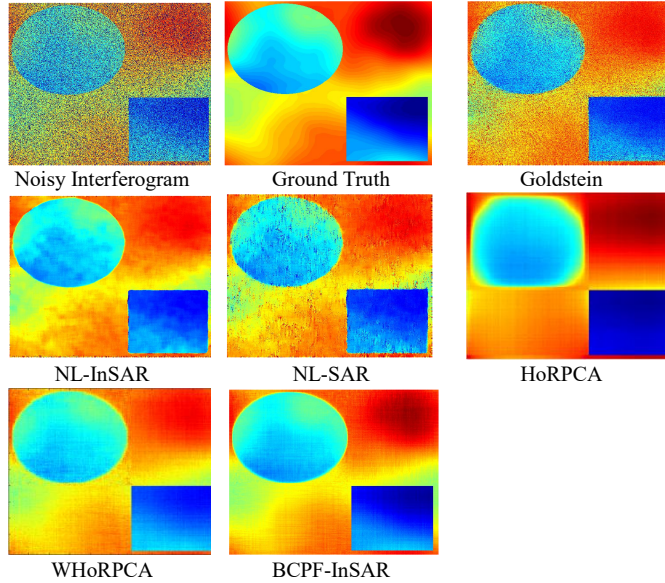 Noisy Interferogram
Ground Truth
Goldstein
NL-InSAR
NL-SAR
HoRPCA
WHoRPCA
BCPF-InSAR